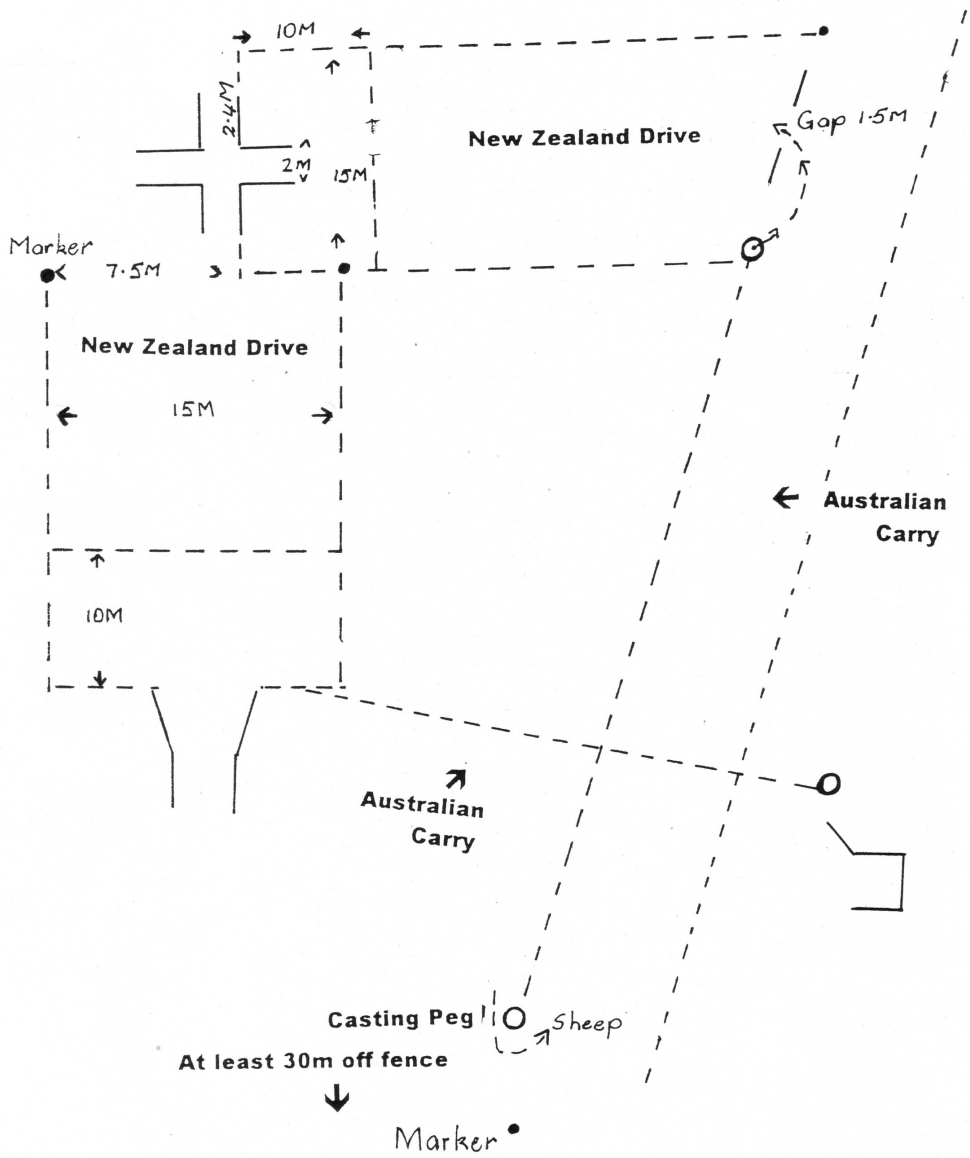 10M
2·4M
New Zealand Drive
Gap 1·5M
2M
15M
Marker
7·5M
New Zealand Drive
15M
Australian
Carry
10M
Australian
Carry
Casting Peg
Sheep
At least 30m off fence
Marker